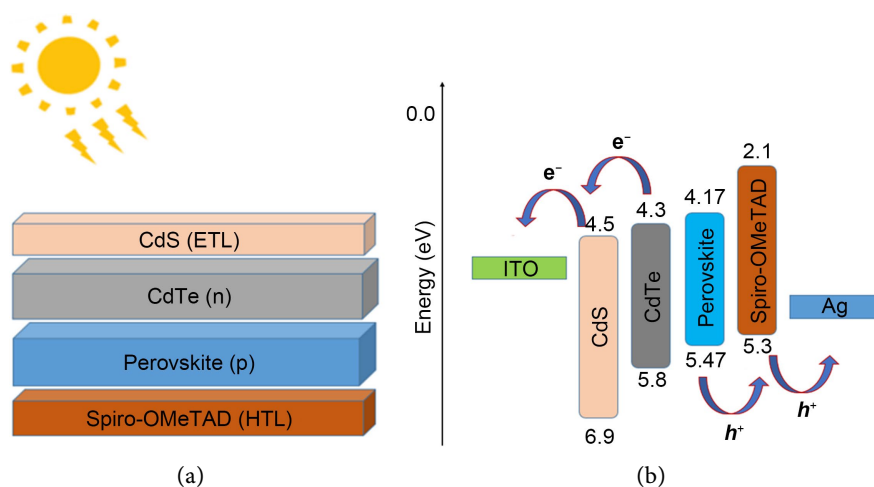 CdS (ETL)
CdTe (n)
Perovskite (p)
Spiro-OMeTAD (HTL)
(a)
Energy (eV)
0.0
e⁻
e⁻
2.1
4.17
4.3
4.5
ITO
CdS
CdTe
Perovskite
Spiro-OMeTAD
Ag
5.3
5.47
5.8
6.9
h⁺
h⁺
(b)